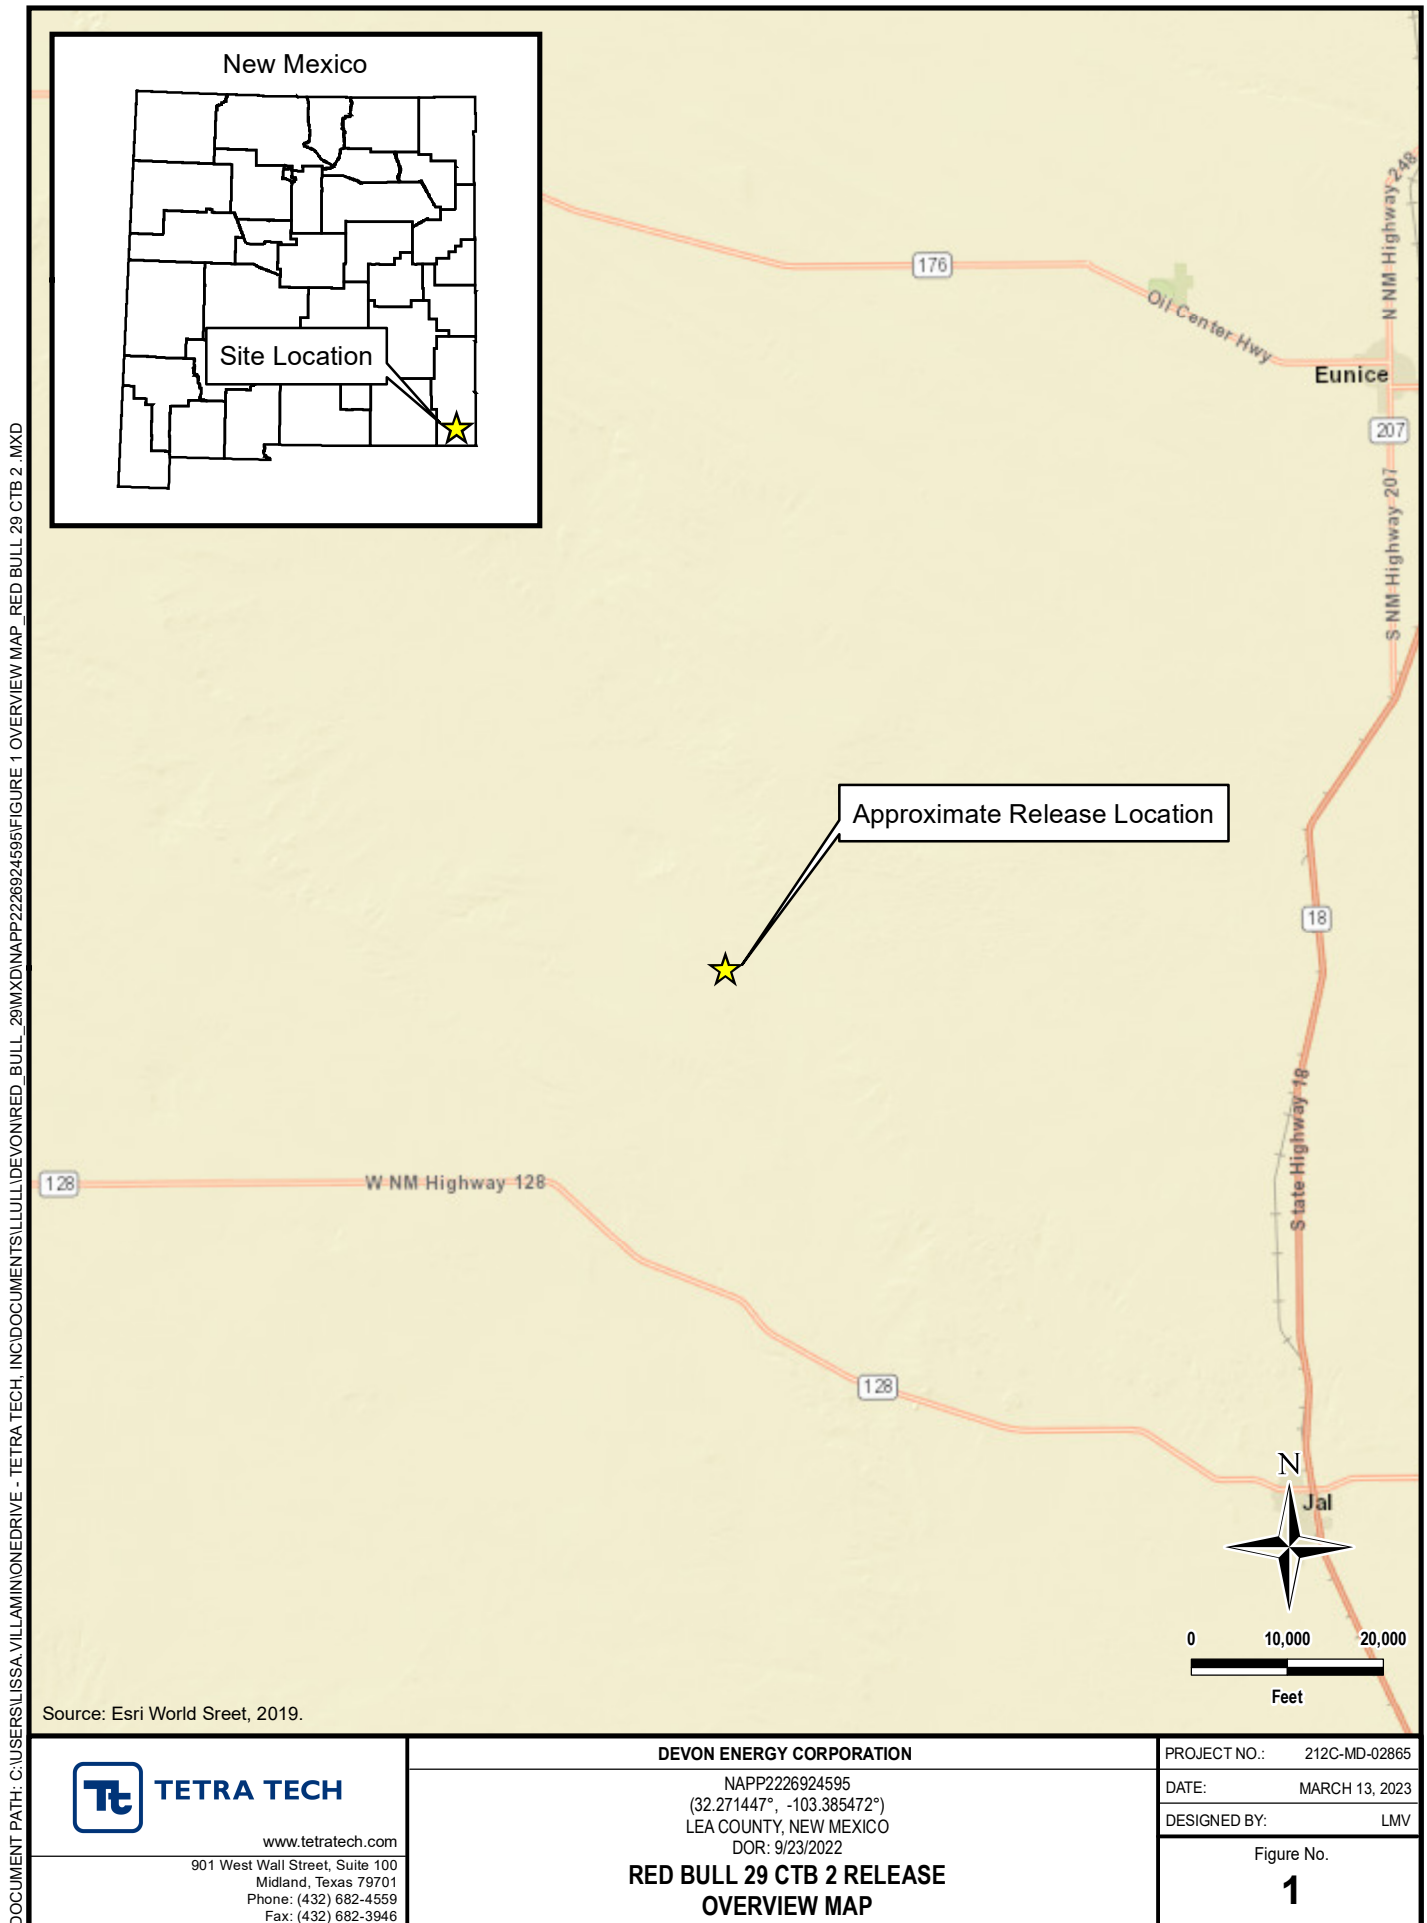 New Mexico
Site Location
176
Oil Center Hwy
N NM Highway 248
Eunice
207
S NM Highway 207
Approximate Release Location
18
State Highway 18
128
W NM Highway 128
128
N
Jal
0 10,000 20,000
Feet
Source: Esri World Sreet, 2019.
DOCUMENT PATH: C:\USERS\LISSA.VILLAMIN\ONEDRIVE - TETRA TECH, INC\DOCUMENTS\LLULL\DEVON\RED_BULL_29\MXD\NAPP2226924595\FIGURE 1 OVERVIEW MAP_RED BULL 29 CTB 2 .MXD
Tt TETRA TECH
www.tetratech.com
901 West Wall Street, Suite 100
Midland, Texas 79701
Phone: (432) 682-4559
Fax: (432) 682-3946
DEVON ENERGY CORPORATION
NAPP2226924595
(32.271447°, -103.385472°)
LEA COUNTY, NEW MEXICO
DOR: 9/23/2022
RED BULL 29 CTB 2 RELEASE
OVERVIEW MAP
PROJECT NO.: 212C-MD-02865
DATE: MARCH 13, 2023
DESIGNED BY: LMV
Figure No.
1